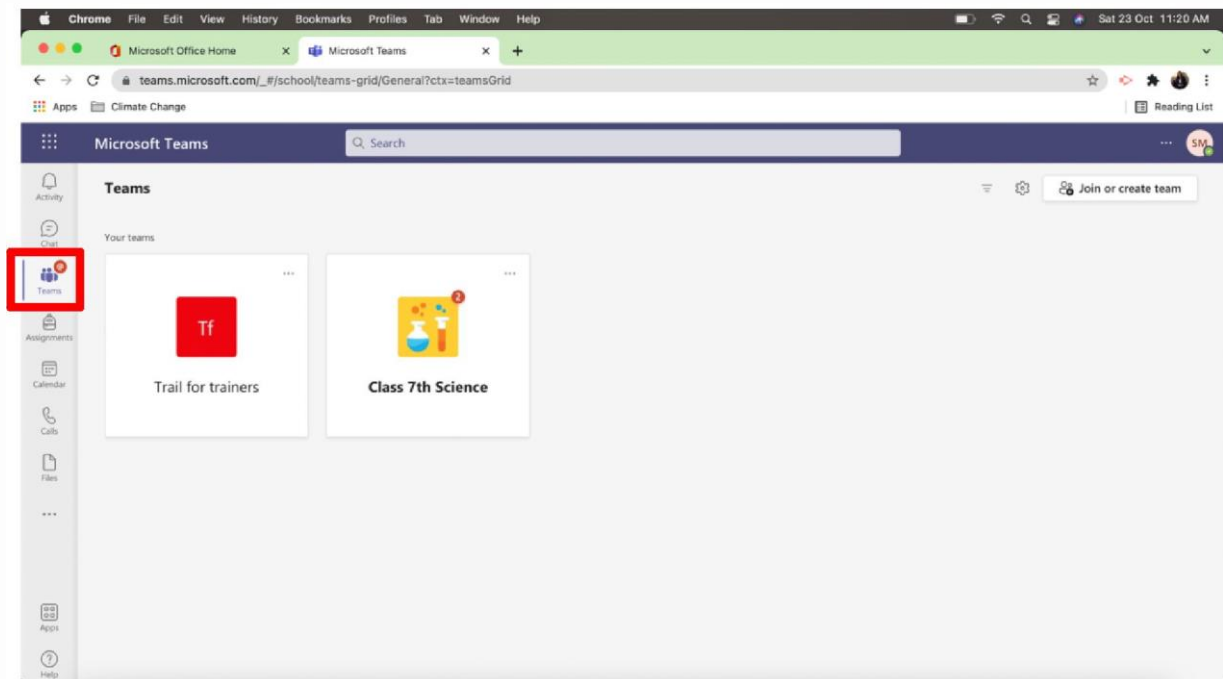 Chrome File Edit View History Bookmarks Profiles Tab Window Help Sat 23 Oct 11:20 AM
Microsoft Office Home Microsoft Teams
teams.microsoft.com/_#/school/teams-grid/General?ctx=teamsGrid
Apps Climate Change Reading List
Microsoft Teams Search SM
Activity
Teams Join or create team
Chat
Your teams
Teams
Assignments
Calendar
Calls
Files
Tf
Trail for trainers
2
Class 7th Science
Apps
Help